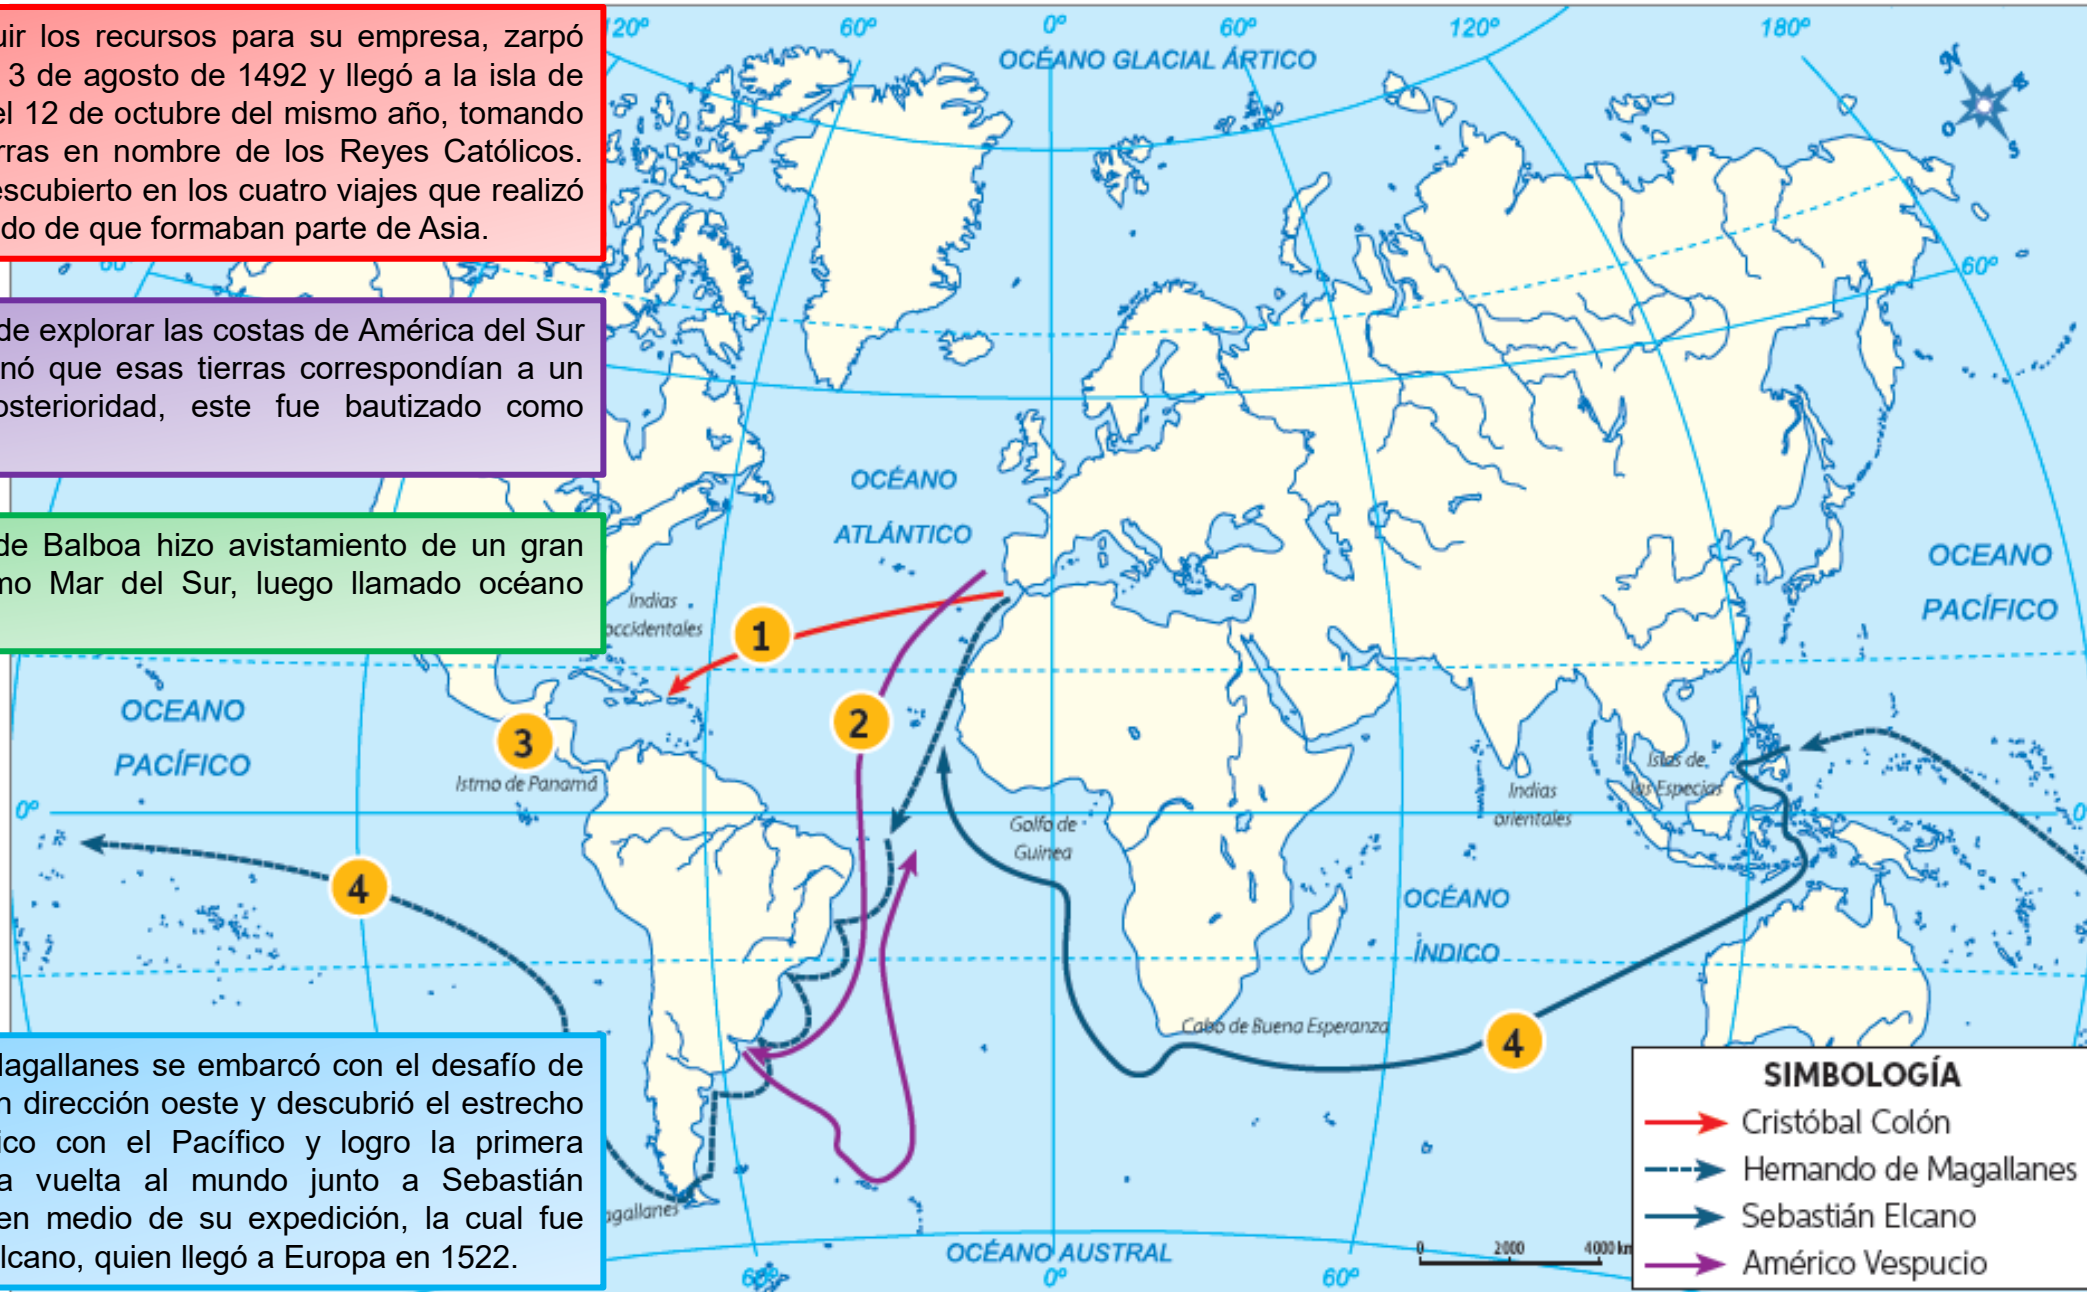 uir los recursos para su empresa, zarpó
3 de agosto de 1492 y llegó a la isla de
el 12 de octubre del mismo año, tomando
rras en nombre de los Reyes Católicos.
escubierto en los cuatro viajes que realizó
do de que formaban parte de Asia.
de explorar las costas de América del Sur
nó que esas tierras correspondían a un
osterioridad, este fue bautizado como
de Balboa hizo avistamiento de un gran
mo Mar del Sur, luego llamado océano
Magallanes se embarcó con el desafío de
n dirección oeste y descubrió el estrecho
ico con el Pacífico y logro la primera
a vuelta al mundo junto a Sebastián
en medio de su expedición, la cual fue
lcano, quien llegó a Europa en 1522.
120º
60º
0º
60º
120º
180º
OCÉANO GLACIAL ÁRTICO
N
E
O
S
60º
60º
OCÉANO
ATLÁNTICO
OCEANO
PACÍFICO
Indias
occidentales
1
2
3
Istmo de Panamá
OCEANO
PACÍFICO
0º
0º
Islas de
las Especias
Indias
orientales
Golfo de
Guinea
4
OCÉANO
ÍNDICO
Cabo de Buena Esperanza
4
agallanes
OCÉANO AUSTRAL
60º
0º
60º
0 2000 4000 km
SIMBOLOGÍA
Cristóbal Colón
Hernando de Magallanes
Sebastián Elcano
Américo Vespucio